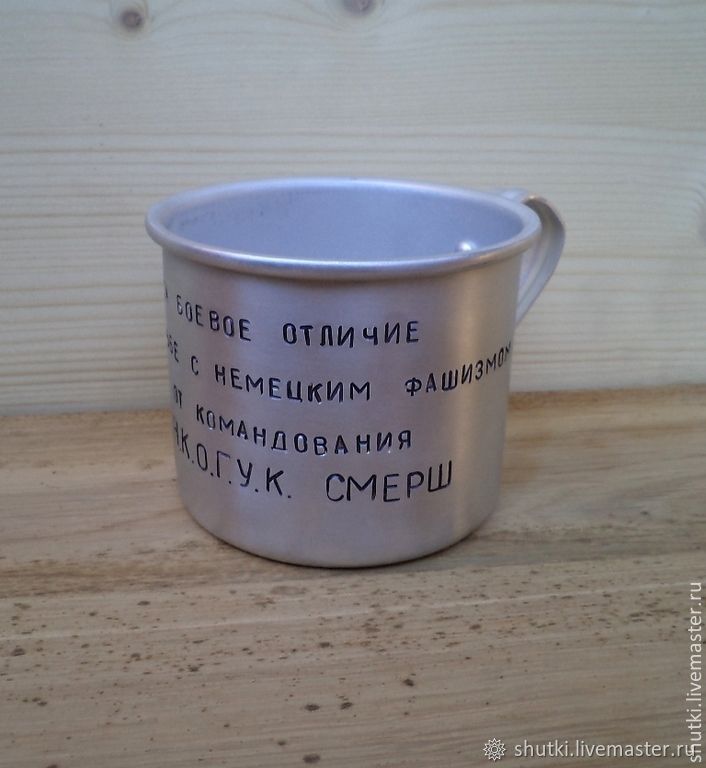 БОЕВОЕ ОТЛИЧИЕ
С НЕМЕЦКИМ ФАШИЗМОМ
ОТ КОМАНДОВАНИЯ
Н.К.О.Г.У.К. СМЕРШ
shutki.livemaster.ru
shutki.livemaster.ru